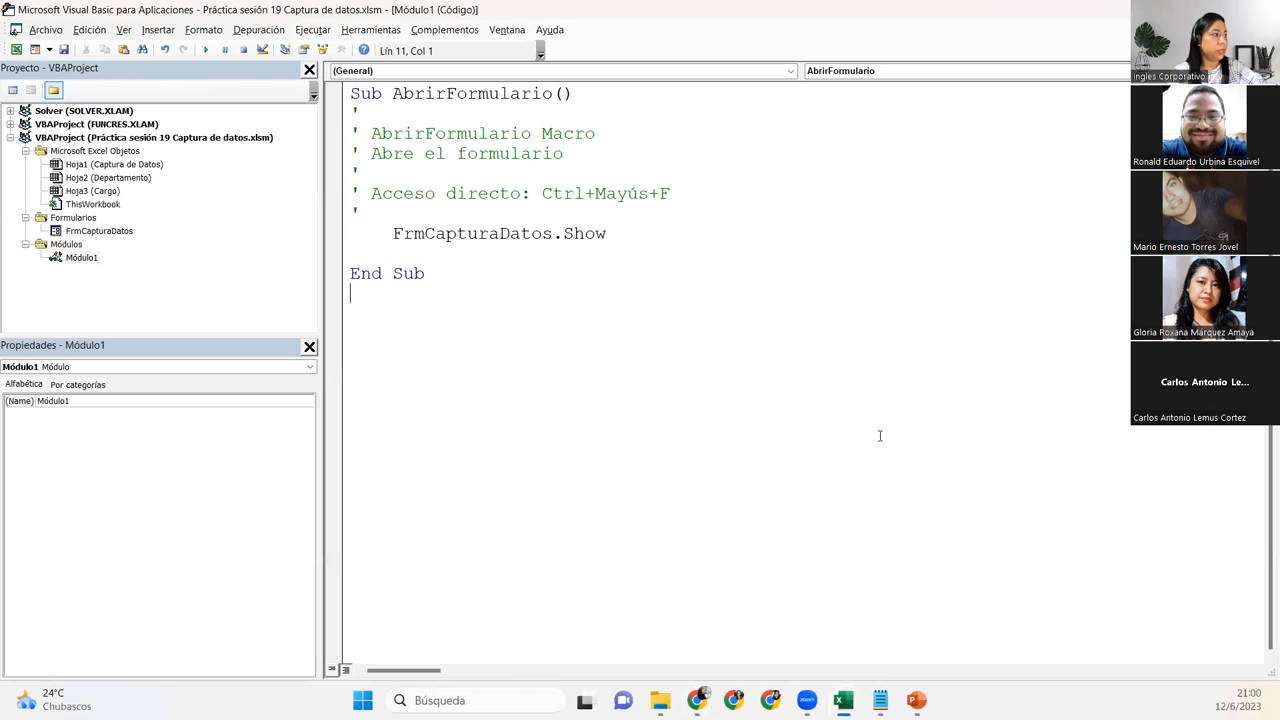 Microsoft Visual Basic para Aplicaciones - Práctica sesión 19 Captura de datos.xlsm - [Módulo1 (Código)]
Archivo Edición Ver Insertar Formato Depuración Ejecutar Herramientas Complementos Ventana Ayuda
Lín 11, Col 1
Proyecto - VBAProject
Solver (SOLVER.XLAM)
VBAProject (FUNCRES.XLAM)
VBAProject (Práctica sesión 19 Captura de datos.xlsm)
Microsoft Excel Objetos
Hoja1 (Captura de Datos)
Hoja2 (Departamento)
Hoja3 (Cargo)
ThisWorkbook
Formularios
FrmCapturaDatos
Módulos
Módulo1
Propiedades - Módulo1
Módulo1 Módulo
Alfabética Por categorías
(Name) Módulo1
(General) AbrirFormulario
Sub AbrirFormulario()
'
' AbrirFormulario Macro
' Abre el formulario
'
' Acceso directo: Ctrl+Mayús+F
'
FrmCapturaDatos.Show
End Sub
Ingles Corporativo
Ronald Eduardo Urbina Esquivel
Mario Ernesto Torres Jovel
Gloria Roxana Márquez Amaya
Carlos Antonio Le...
Carlos Antonio Lemus Cortez
24°C
Chubascos
Búsqueda
zoom
21:00
12/6/2023